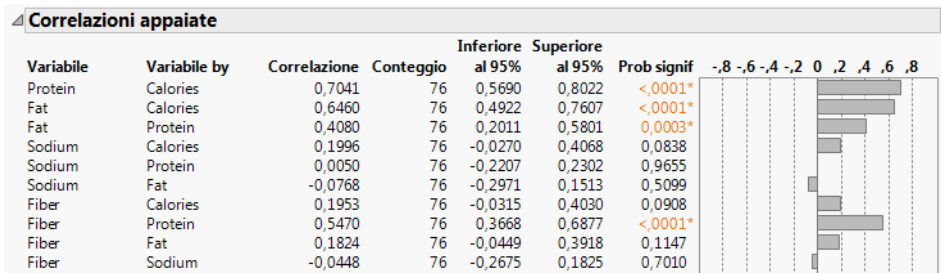 Correlazioni appaiate
Inferiore Superiore
Variabile Variabile by Correlazione Conteggio al 95% al 95% Prob signif -,8 -,6 -,4 -,2 0 ,2 ,4 ,6 ,8
Protein Calories 0,7041 76 0,5690 0,8022 <,0001*
Fat Calories 0,6460 76 0,4922 0,7607 <,0001*
Fat Protein 0,4080 76 0,2011 0,5801 0,0003*
Sodium Calories 0,1996 76 -0,0270 0,4068 0,0838
Sodium Protein 0,0050 76 -0,2207 0,2302 0,9655
Sodium Fat -0,0768 76 -0,2971 0,1513 0,5099
Fiber Calories 0,1953 76 -0,0315 0,4030 0,0908
Fiber Protein 0,5470 76 0,3668 0,6877 <,0001*
Fiber Fat 0,1824 76 -0,0449 0,3918 0,1147
Fiber Sodium -0,0448 76 -0,2675 0,1825 0,7010